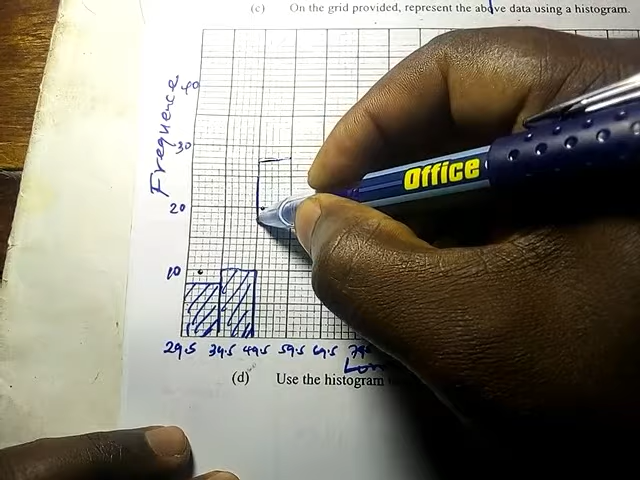 (c) On the grid provided, represent the above data using a histogram.
Frequence
40
30
20
10
29.5 39.5 49.5 59.5 69.5
(d) Use the histogram
Office